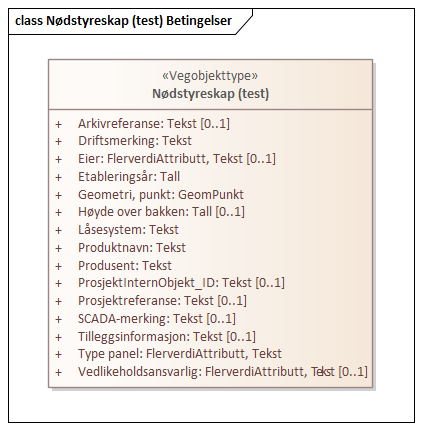 class Nødstyreskap (test) Betingelser
«Vegobjekttype»
Nødstyreskap (test)
+ Arkivreferanse: Tekst [0..1]
+ Driftsmerking: Tekst
+ Eier: FlerverdiAttributt, Tekst [0..1]
+ Etableringsår: Tall
+ Geometri, punkt: GeomPunkt
+ Høyde over bakken: Tall [0..1]
+ Låsesystem: Tekst
+ Produktnavn: Tekst
+ Produsent: Tekst
+ ProsjektInternObjekt_ID: Tekst [0..1]
+ Prosjektreferanse: Tekst [0..1]
+ SCADA-merking: Tekst [0..1]
+ Tilleggsinformasjon: Tekst [0..1]
+ Type panel: FlerverdiAttributt, Tekst
+ Vedlikeholdsansvarlig: FlerverdiAttributt, Tekst [0..1]